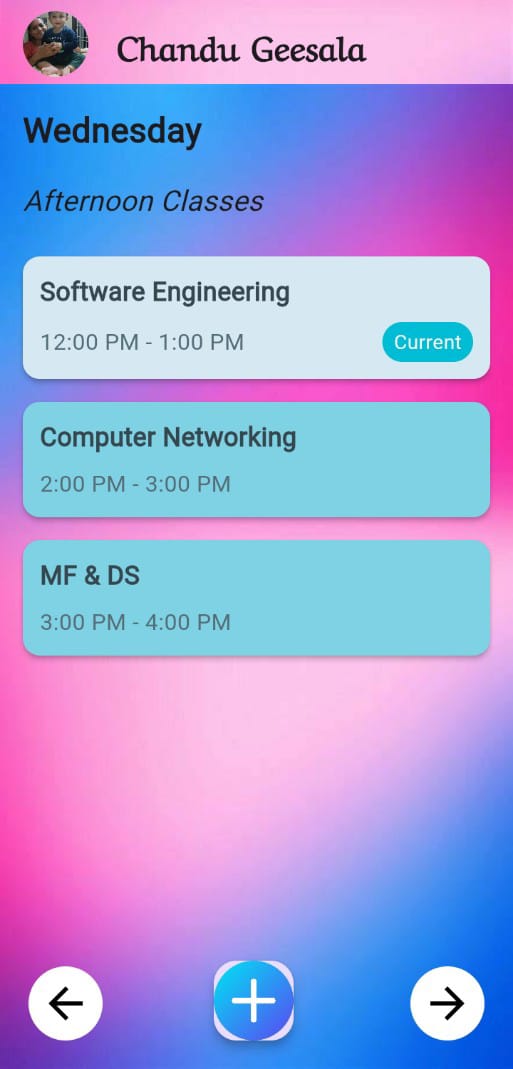 Chandu Geesala
Wednesday
Afternoon Classes
Software Engineering
12:00 PM - 1:00 PM
Current
Computer Networking
2:00 PM - 3:00 PM
MF & DS
3:00 PM - 4:00 PM